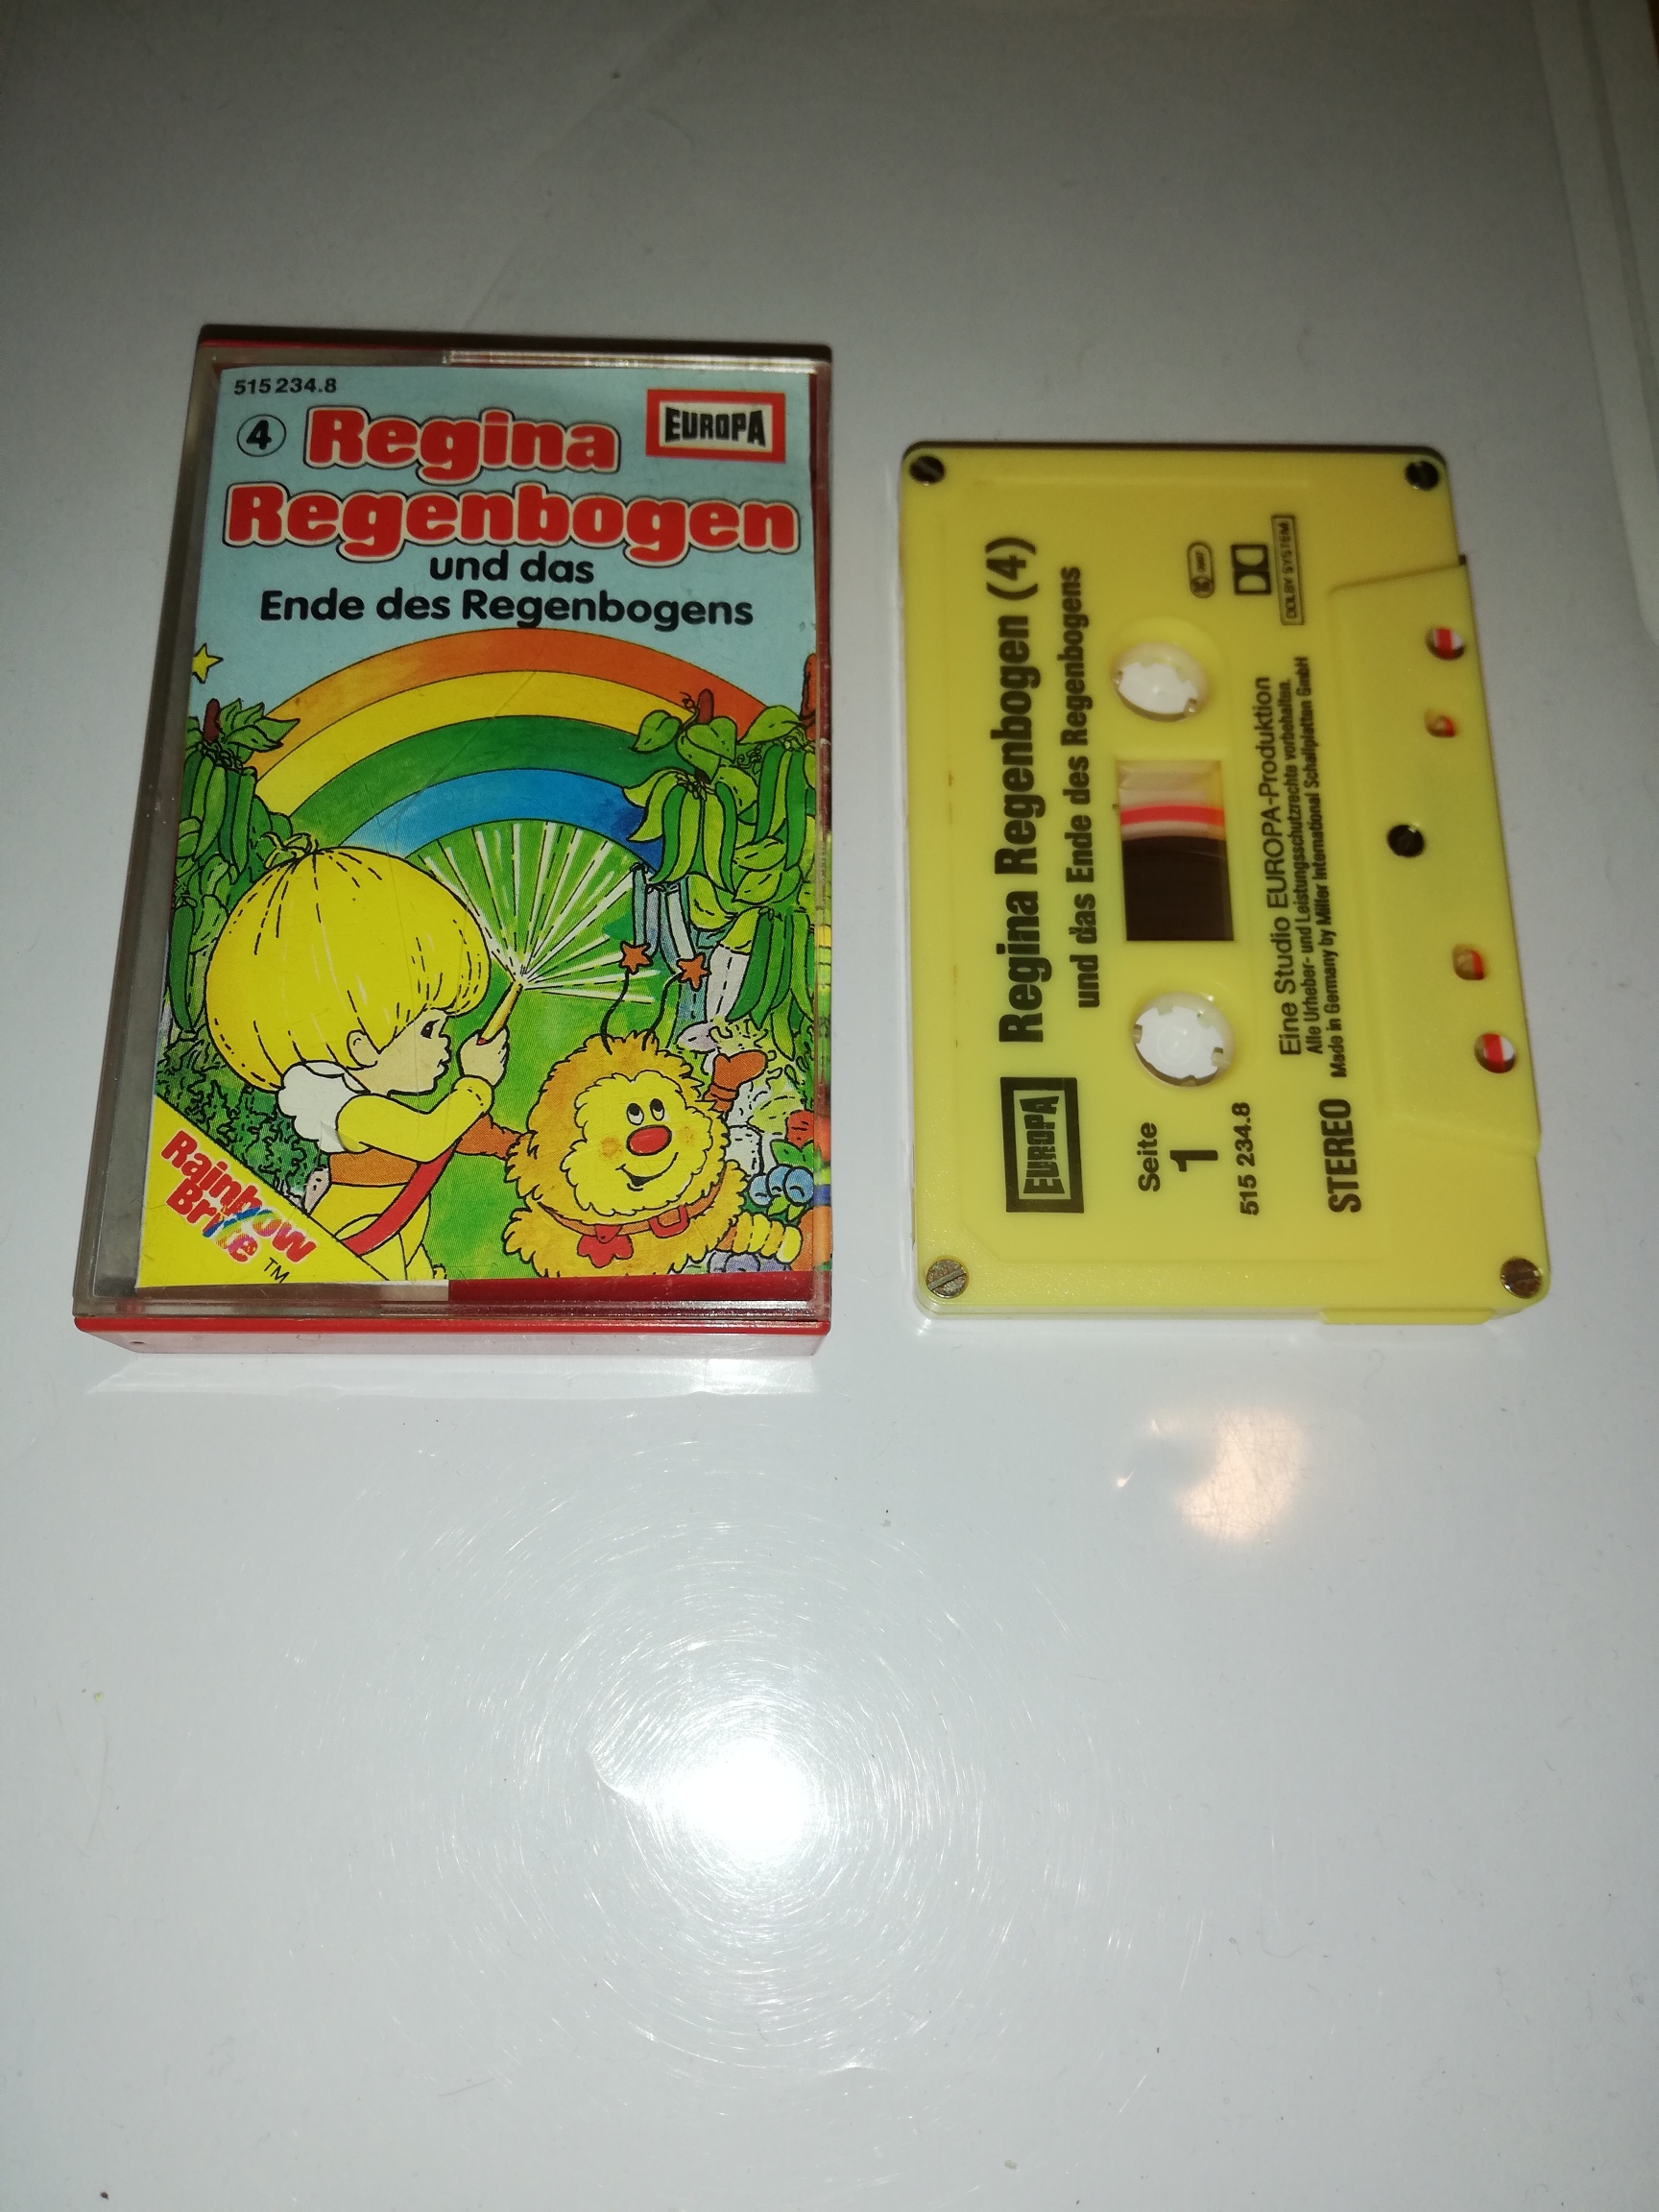 515 234.8
EUROPA
4 Regina
Regenbogen
und das
Ende des Regenbogens
Rainbow
Brite™
Regina Regenbogen (4)
und das Ende des Regenbogens
EUROPA
Seite
1
515 234.8
DOLBY SYSTEM
Eine Studio EUROPA-Produktion
Alle Urheber- und Leistungsschutzrechte vorbehalten.
STEREO Made in Germany by Miller International Schallplatten GmbH